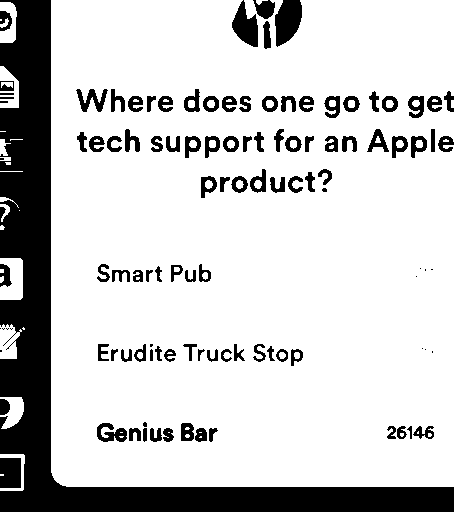 Where does one go to get
tech support for an Apple
product?
Smart Pub
Erudite Truck Stop
Genius Bar 26146